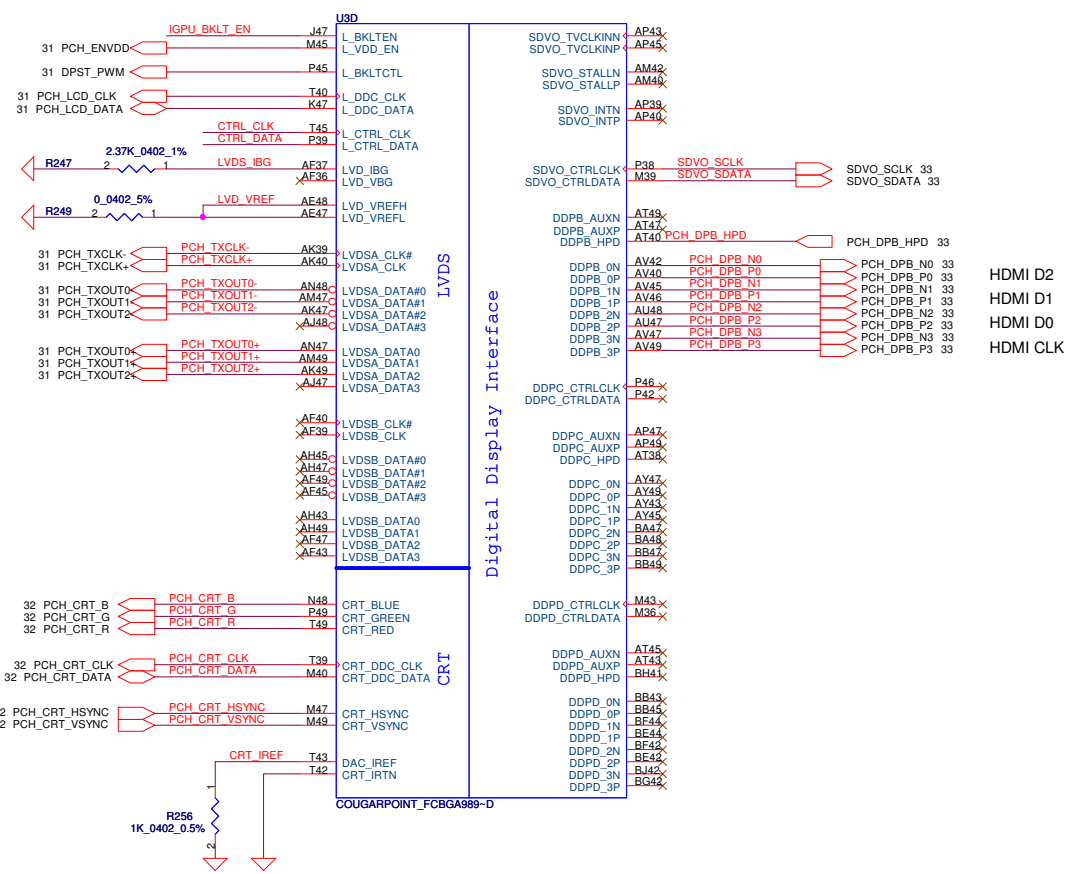 U3D
IGPU_BKLT_EN J47 L_BKLTEN
31 PCH_ENVDD M45 L_VDD_EN
31 DPST_PWM P45 L_BKLTCTL
31 PCH_LCD_CLK T40 L_DDC_CLK
31 PCH_LCD_DATA K47 L_DDC_DATA
CTRL_CLK T45 L_CTRL_CLK
CTRL_DATA P39 L_CTRL_DATA
2.37K_0402_1%
R247 2 1 LVDS_IBG AF37 LVD_IBG
AF36 LVD_VBG
0_0402_5%
LVD_VREF AE48 LVD_VREFH
R249 2 1 AE47 LVD_VREFL
31 PCH_TXCLK- PCH_TXCLK- AK39 LVDSA_CLK#
31 PCH_TXCLK+ PCH_TXCLK+ AK40 LVDSA_CLK
31 PCH_TXOUT0- PCH_TXOUT0- AN48 LVDSA_DATA#0
31 PCH_TXOUT1- PCH_TXOUT1- AM47 LVDSA_DATA#1
31 PCH_TXOUT2- PCH_TXOUT2- AK47 LVDSA_DATA#2
AJ48 LVDSA_DATA#3
31 PCH_TXOUT0+ PCH_TXOUT0+ AN47 LVDSA_DATA0
31 PCH_TXOUT1+ PCH_TXOUT1+ AM49 LVDSA_DATA1
31 PCH_TXOUT2+ PCH_TXOUT2+ AK49 LVDSA_DATA2
AJ47 LVDSA_DATA3
AF40 LVDSB_CLK#
AF39 LVDSB_CLK
AH45 LVDSB_DATA#0
AH47 LVDSB_DATA#1
AF49 LVDSB_DATA#2
AF45 LVDSB_DATA#3
AH43 LVDSB_DATA0
AH49 LVDSB_DATA1
AF47 LVDSB_DATA2
AF43 LVDSB_DATA3
32 PCH_CRT_B PCH_CRT_B N48 CRT_BLUE
32 PCH_CRT_G PCH_CRT_G P49 CRT_GREEN
32 PCH_CRT_R PCH_CRT_R T49 CRT_RED
32 PCH_CRT_CLK PCH_CRT_CLK T39 CRT_DDC_CLK
32 PCH_CRT_DATA PCH_CRT_DATA M40 CRT_DDC_DATA
2 PCH_CRT_HSYNC PCH_CRT_HSYNC M47 CRT_HSYNC
2 PCH_CRT_VSYNC PCH_CRT_VSYNC M49 CRT_VSYNC
CRT_IREF T43 DAC_IREF
T42 CRT_IRTN
1
R256
1K_0402_0.5%
2
LVDS
CRT
Digital Display Interface
SDVO_TVCLKINN AP43
SDVO_TVCLKINP AP45
SDVO_STALLN AM42
SDVO_STALLP AM40
SDVO_INTN AP39
SDVO_INTP AP40
SDVO_CTRLCLK P38 SDVO_SCLK SDVO_SCLK 33
SDVO_CTRLDATA M39 SDVO_SDATA SDVO_SDATA 33
DDPB_AUXN AT49
DDPB_AUXP AT47
DDPB_HPD AT40 PCH_DPB_HPD PCH_DPB_HPD 33
DDPB_0N AV42 PCH_DPB_N0 PCH_DPB_N0 33
DDPB_0P AV40 PCH_DPB_P0 PCH_DPB_P0 33 HDMI D2
DDPB_1N AV45 PCH_DPB_N1 PCH_DPB_N1 33
DDPB_1P AV46 PCH_DPB_P1 PCH_DPB_P1 33 HDMI D1
DDPB_2N AU48 PCH_DPB_N2 PCH_DPB_N2 33
DDPB_2P AU47 PCH_DPB_P2 PCH_DPB_P2 33 HDMI D0
DDPB_3N AV47 PCH_DPB_N3 PCH_DPB_N3 33
DDPB_3P AV49 PCH_DPB_P3 PCH_DPB_P3 33 HDMI CLK
DDPC_CTRLCLK P46
DDPC_CTRLDATA P42
DDPC_AUXN AP47
DDPC_AUXP AP49
DDPC_HPD AT38
DDPC_0N AY47
DDPC_0P AY49
DDPC_1N AY43
DDPC_1P AY45
DDPC_2N BA47
DDPC_2P BA48
DDPC_3N BB47
DDPC_3P BB49
DDPD_CTRLCLK M43
DDPD_CTRLDATA M36
DDPD_AUXN AT45
DDPD_AUXP AT43
DDPD_HPD BH41
DDPD_0N BB43
DDPD_0P BB45
DDPD_1N BF44
DDPD_1P BE44
DDPD_2N BF42
DDPD_2P BE42
DDPD_3N BJ42
DDPD_3P BG42
COUGARPOINT_FCBGA989~D